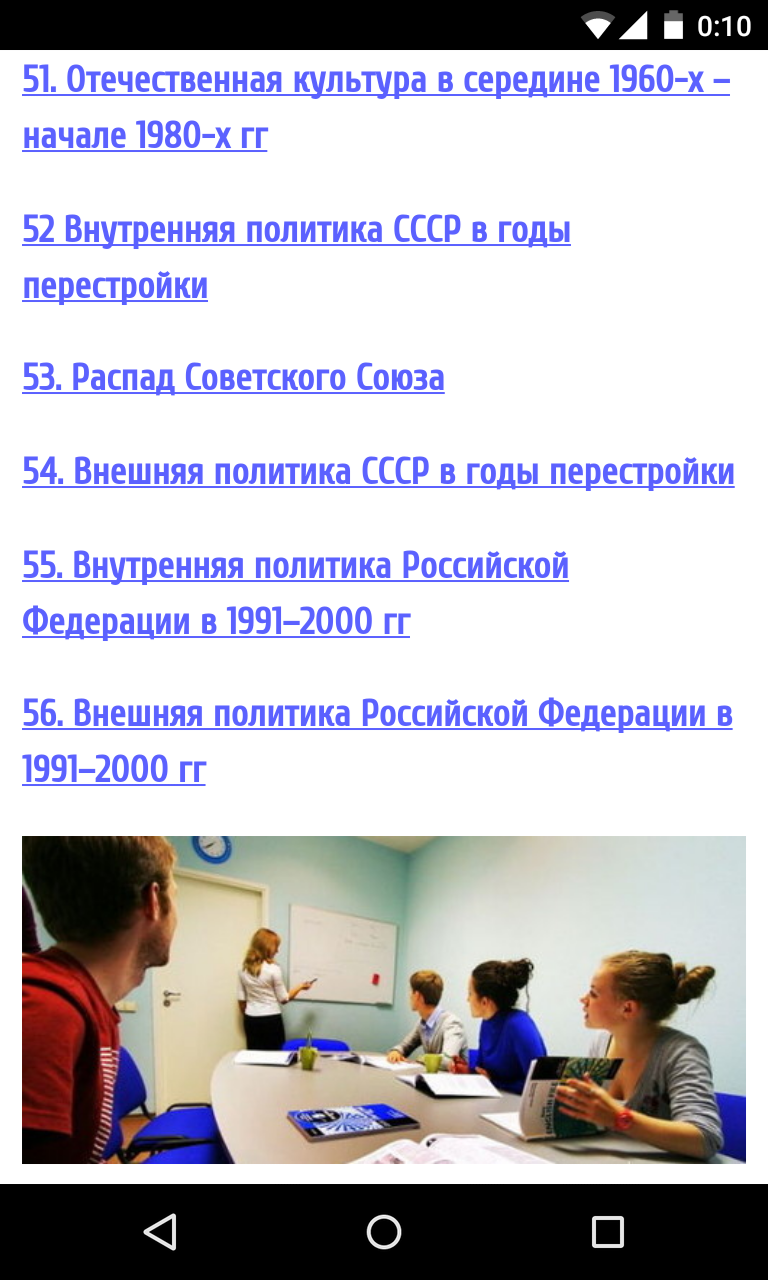 0:10
51. Отечественная культура в середине 1960-х –
начале 1980-х гг
52 Внутренняя политика СССР в годы
перестройки
53. Распад Советского Союза
54. Внешняя политика СССР в годы перестройки
55. Внутренняя политика Российской
Федерации в 1991–2000 гг
56. Внешняя политика Российской Федерации в
1991–2000 гг